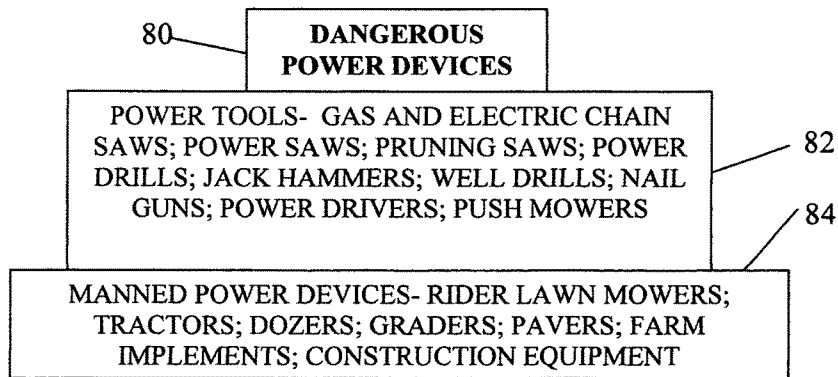 80
DANGEROUS
POWER DEVICES
POWER TOOLS- GAS AND ELECTRIC CHAIN
SAWS; POWER SAWS; PRUNING SAWS; POWER
DRILLS; JACK HAMMERS; WELL DRILLS; NAIL
GUNS; POWER DRIVERS; PUSH MOWERS
82
84
MANNED POWER DEVICES- RIDER LAWN MOWERS;
TRACTORS; DOZERS; GRADERS; PAVERS; FARM
IMPLEMENTS; CONSTRUCTION EQUIPMENT